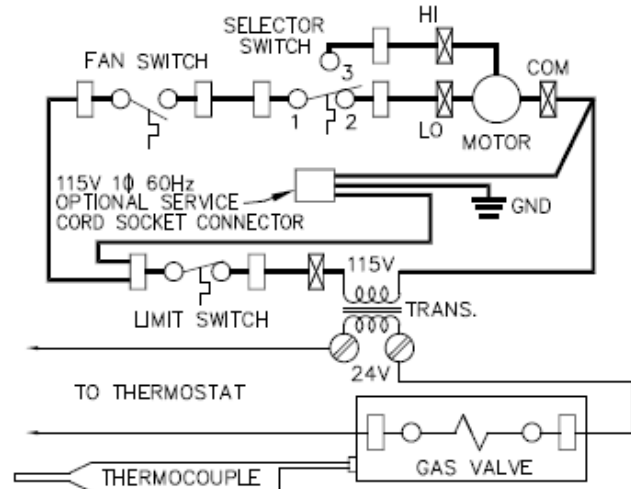 SELECTOR
SWITCH
HI
FAN SWITCH
3
COM
1
2
LO
MOTOR
115V 1ϕ 60Hz
OPTIONAL SERVICE
CORD SOCKET CONNECTOR
GND
115V
LIMIT SWITCH
TRANS.
24V
TO THERMOSTAT
GAS VALVE
THERMOCOUPLE